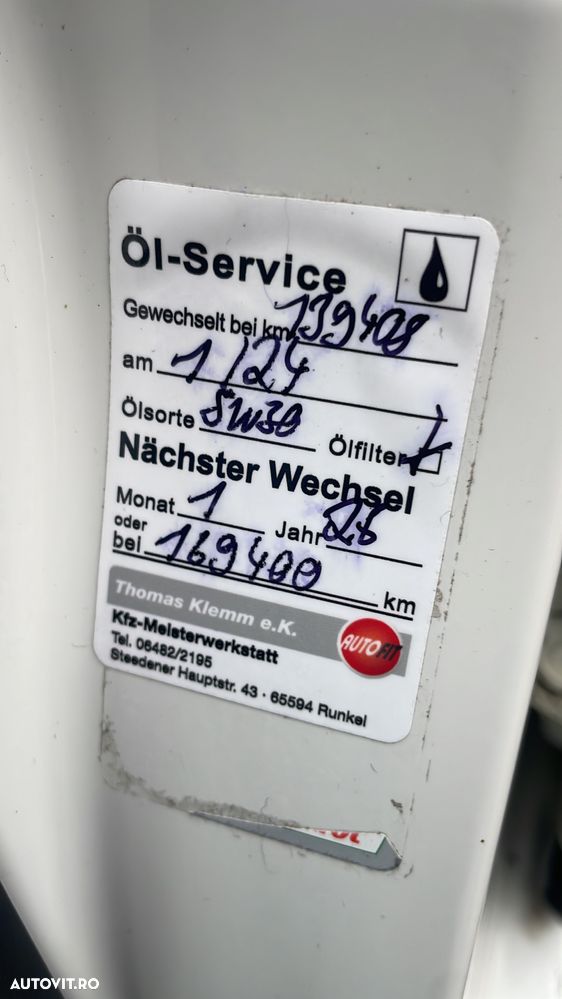 Öl-Service
Gewechselt bei km 139408
am 1/24
Ölsorte 5W30 Ölfilter
Nächster Wechsel
Monat 1 Jahr
oder
bei 169400 km
Thomas Klemm e.K.
Kfz-Meisterwerkstatt
Tel. 06482/2195
Steedener Hauptstr. 43 · 65594 Runkel
AUTOFIT
AUTOVIT.RO